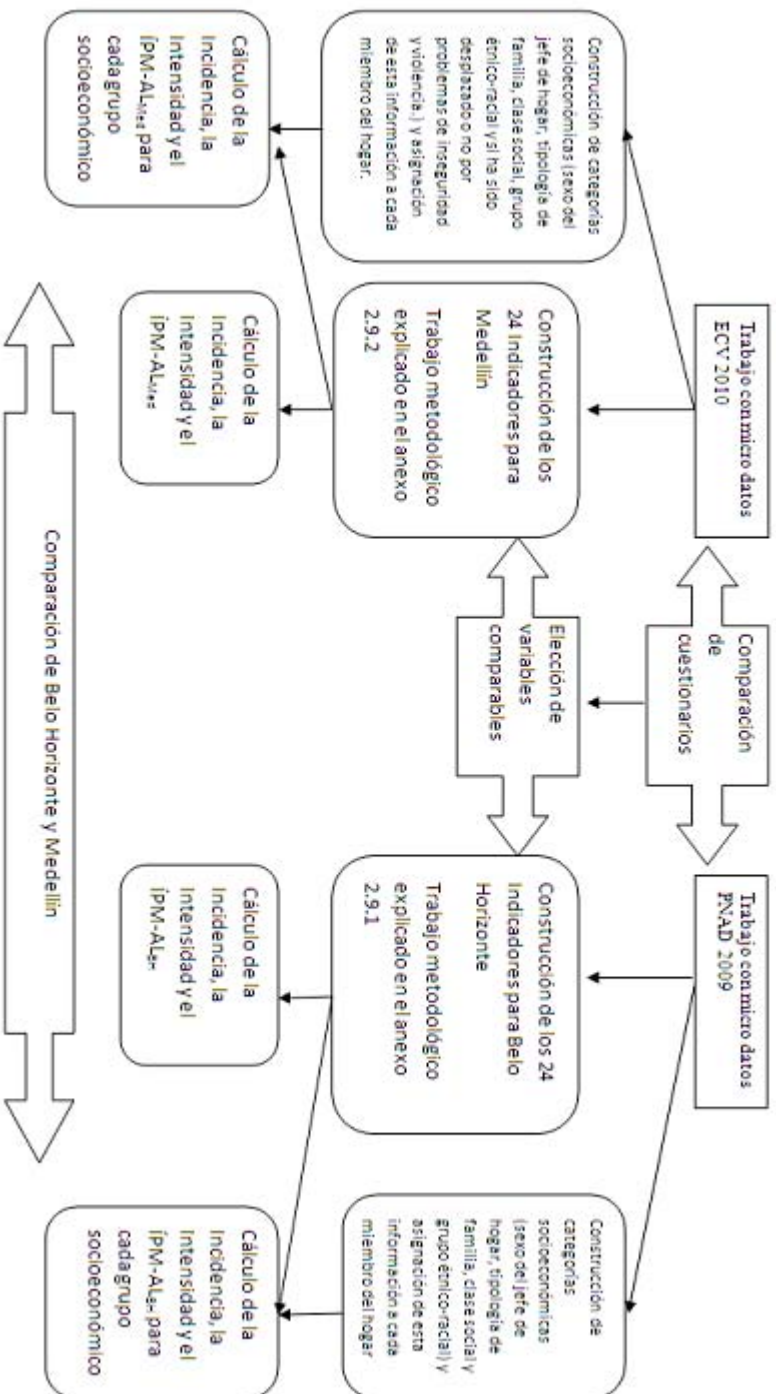 Trabajo con micro datos
ECV 2010
Comparación
de
cuestionarios
Trabajo con micro datos
PNAD 2009
Construcción de categorías
socioeconómicas (sexo del
jefe de hogar, tipología de
familia, clase social, grupo
étnico-racial y si ha sido
desplazado o no por
problemas de inseguridad
y violencia.) y asignación
de esta información a cada
miembro del hogar.
Construcción de los
24 Indicadores para
Medellín
Trabajo metodológico
explicado en el anexo
2.9.2
Elección de
variables
comparables
Construcción de los 24
Indicadores para Belo
Horizonte
Trabajo metodológico
explicado en el anexo
2.9.1
Construcción de
categorías
socioeconómicas
(sexo del jefe de
hogar, tipología de
familia, clase social y
grupo étnico-racial) y
asignación de esta
información a cada
miembro del hogar
Cálculo de la
Incidencia, la
Intensidad y el
ÍPM-ALMed para
cada grupo
socioeconómico
Cálculo de la
Incidencia, la
Intensidad y el
ÍPM-ALMed
Cálculo de la
Incidencia, la
Intensidad y el
ÍPM-ALBH
Cálculo de la
Incidencia, la
Intensidad y el
ÍPM-ALBH para
cada grupo
socioeconómico
Comparación de Belo Horizonte y Medellín